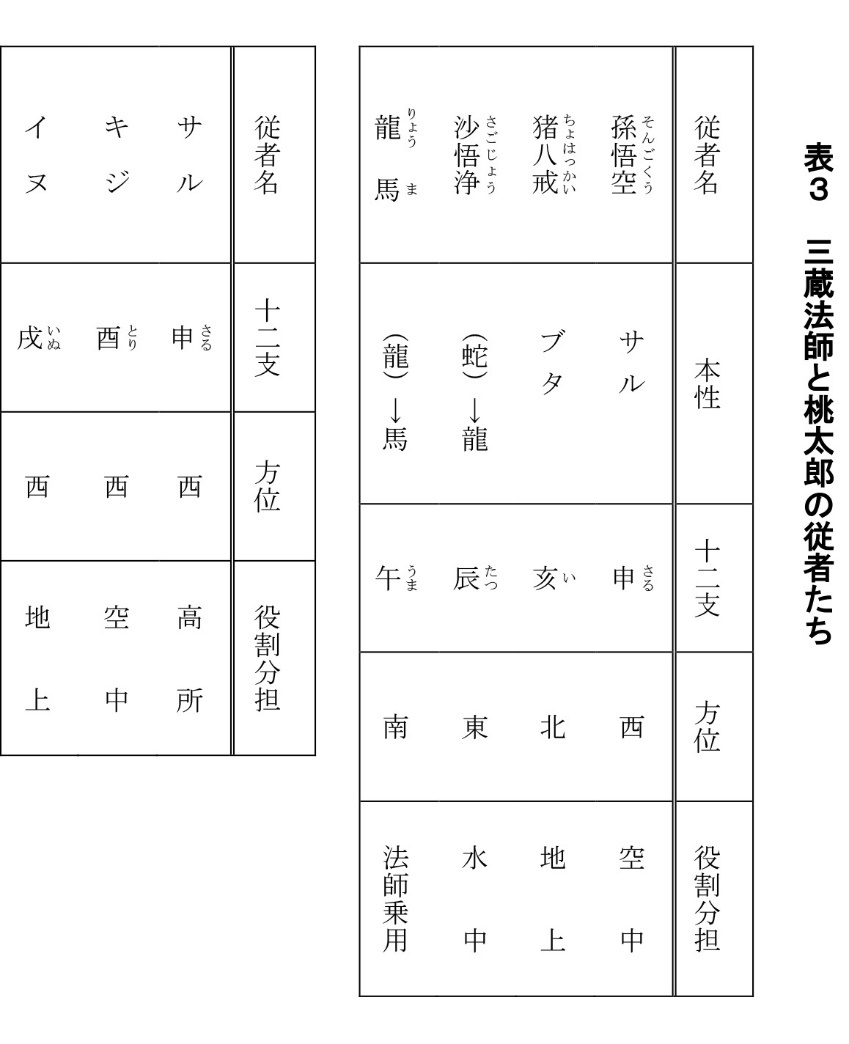 表3 三蔵法師と桃太郎の従者たち
従者名 本性 十二支 方位 役割分担
孫悟空 そんごくう サル 申 さる 西 空中
猪八戒 ちょはっかい ブタ 亥 い 北 地上
沙悟浄 さごじょう (蛇)→龍 辰 たつ 東 水中
龍馬 りょうま (龍)→馬 午 うま 南 法師乗用
従者名 十二支 方位 役割分担
サル 申 さる 西 高所
キジ 酉 とり 西 空中
イヌ 戌 いぬ 西 地上